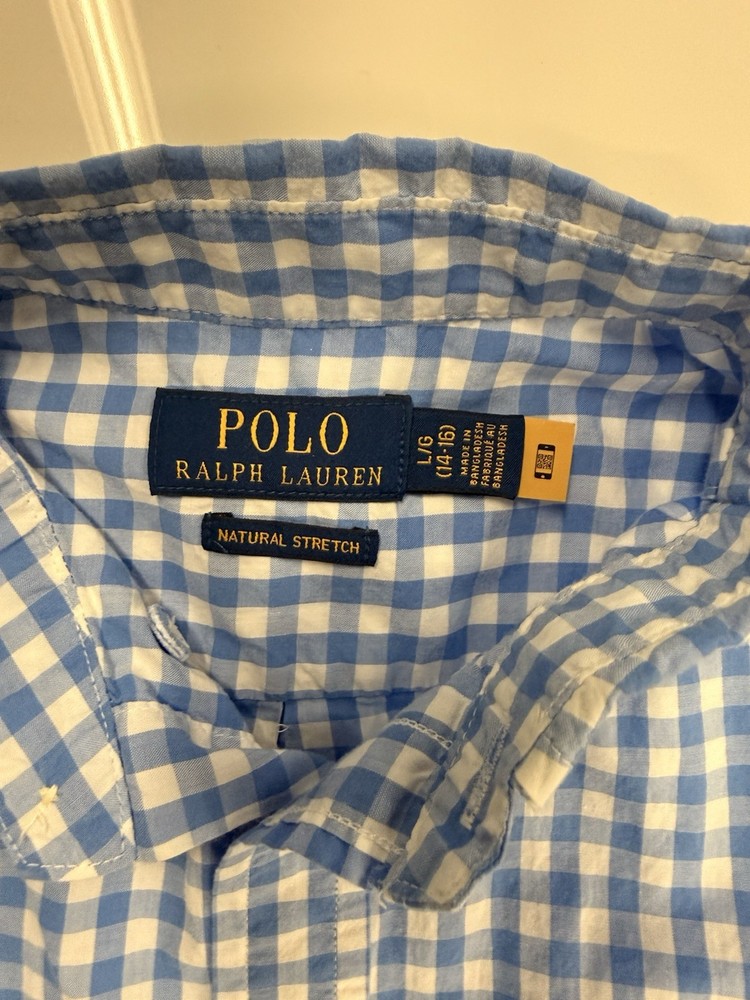 POLO
RALPH LAUREN
NATURAL STRETCH
L/G
(14-16)
MADE IN
BANGLADESH
FABRIQUÉ AU
BANGLADESH